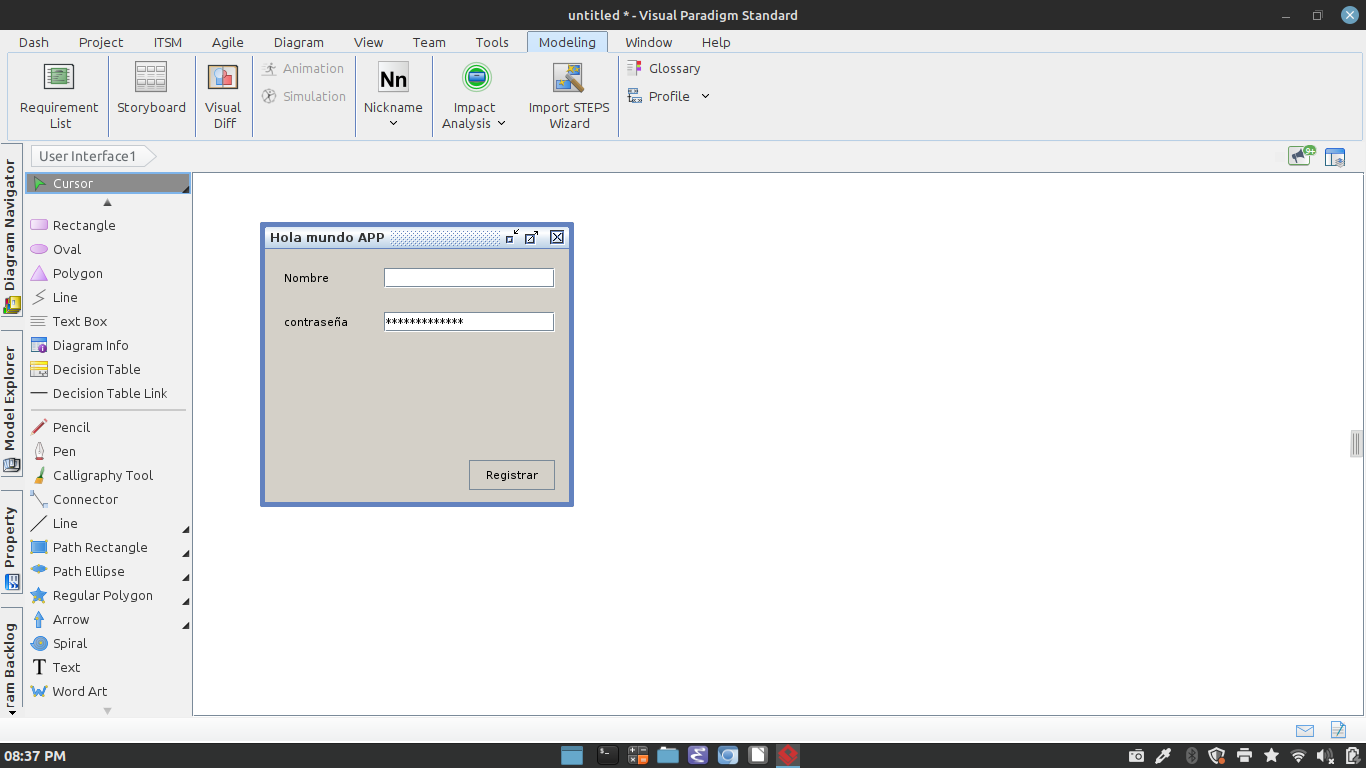 untitled * - Visual Paradigm Standard
Dash Project ITSM Agile Diagram View Team Tools Modeling Window Help
Requirement List
Storyboard
Visual Diff
Animation
Simulation
Nn
Nickname
Impact Analysis
Import STEPS Wizard
Glossary
Profile
User Interface1
9+
Diagram Navigator
Model Explorer
Property
ram Backlog
Cursor
Rectangle
Oval
Polygon
Line
Text Box
Diagram Info
Decision Table
Decision Table Link
Pencil
Pen
Calligraphy Tool
Connector
Line
Path Rectangle
Path Ellipse
Regular Polygon
Arrow
Spiral
T Text
Word Art
Hola mundo APP
Nombre
contraseña *************
Registrar
08:37 PM